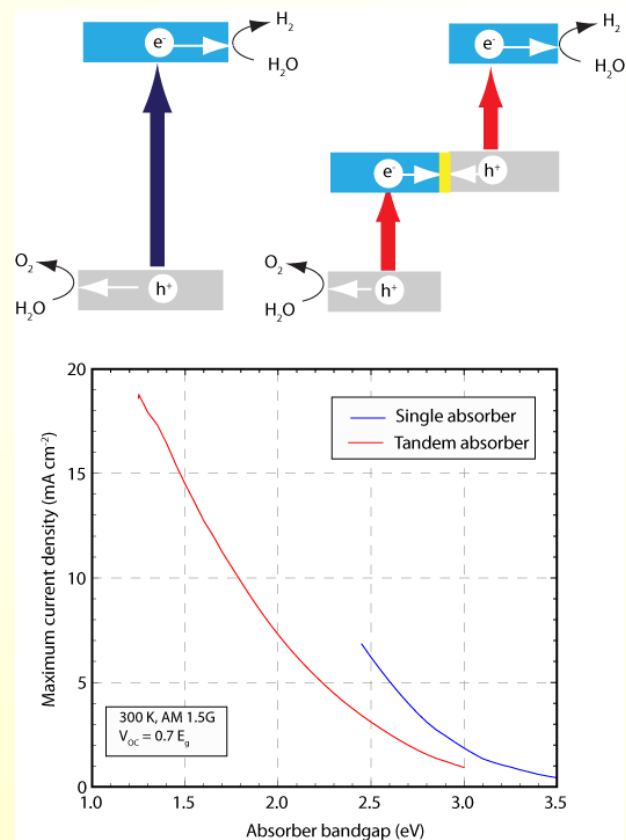 e⁻
H₂
H₂O
e⁻
H₂
H₂O
e⁻
h⁺
O₂
H₂O
h⁺
O₂
H₂O
h⁺
20
15
10
5
0
Maximum current density (mA cm⁻²)
Single absorber
Tandem absorber
300 K, AM 1.5G
V_OC = 0.7 E_g
1.0 1.5 2.0 2.5 3.0 3.5
Absorber bandgap (eV)